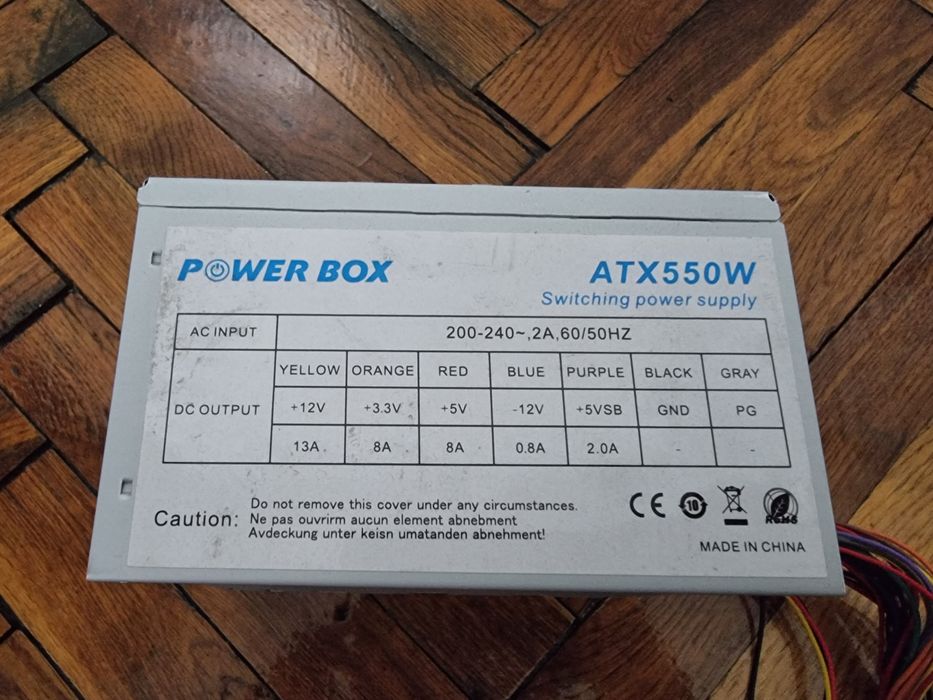 POWER BOX
ATX550W
Switching power supply
AC INPUT 200-240~,2A,60/50HZ
DC OUTPUT
YELLOW ORANGE RED BLUE PURPLE BLACK GRAY
+12V +3.3V +5V -12V +5VSB GND PG
13A 8A 8A 0.8A 2.0A - -
Caution:
Do not remove this cover under any circumstances.
Ne pas ouvrirm aucun element abnebment
Avdeckung unter keisn umatanden abnehment!
CE 10 RoHS
MADE IN CHINA